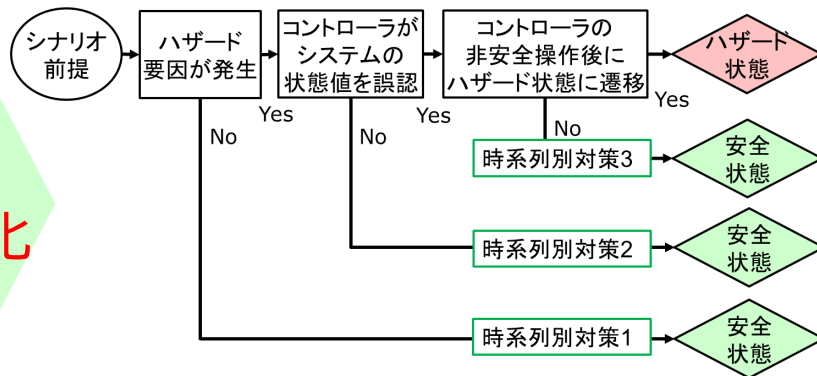 シナリオ
前提
ハザード
要因が発生
コントローラが
システムの
状態値を誤認
コントローラの
非安全操作後に
ハザード状態に遷移
ハザード
状態
Yes
Yes
Yes
No
No
No
時系列別対策3
安全
状態
化
時系列別対策2
安全
状態
時系列別対策1
安全
状態